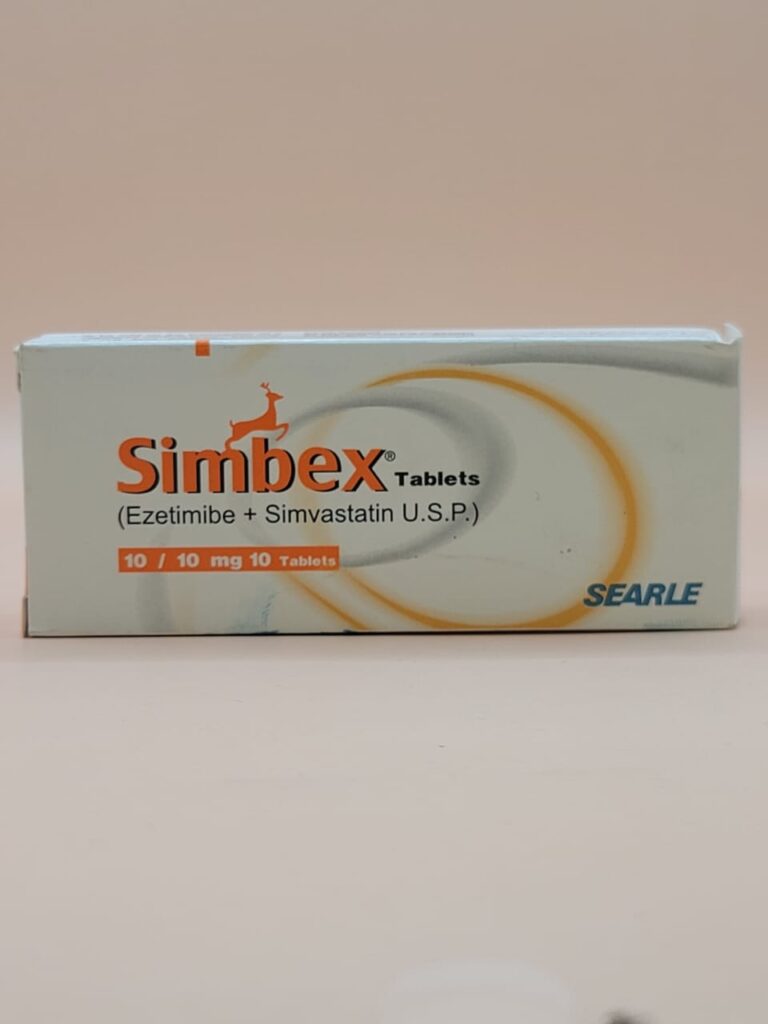 Simbex® Tablets
(Ezetimibe + Simvastatin U.S.P.)
10 / 10 mg 10 Tablets
SEARLE